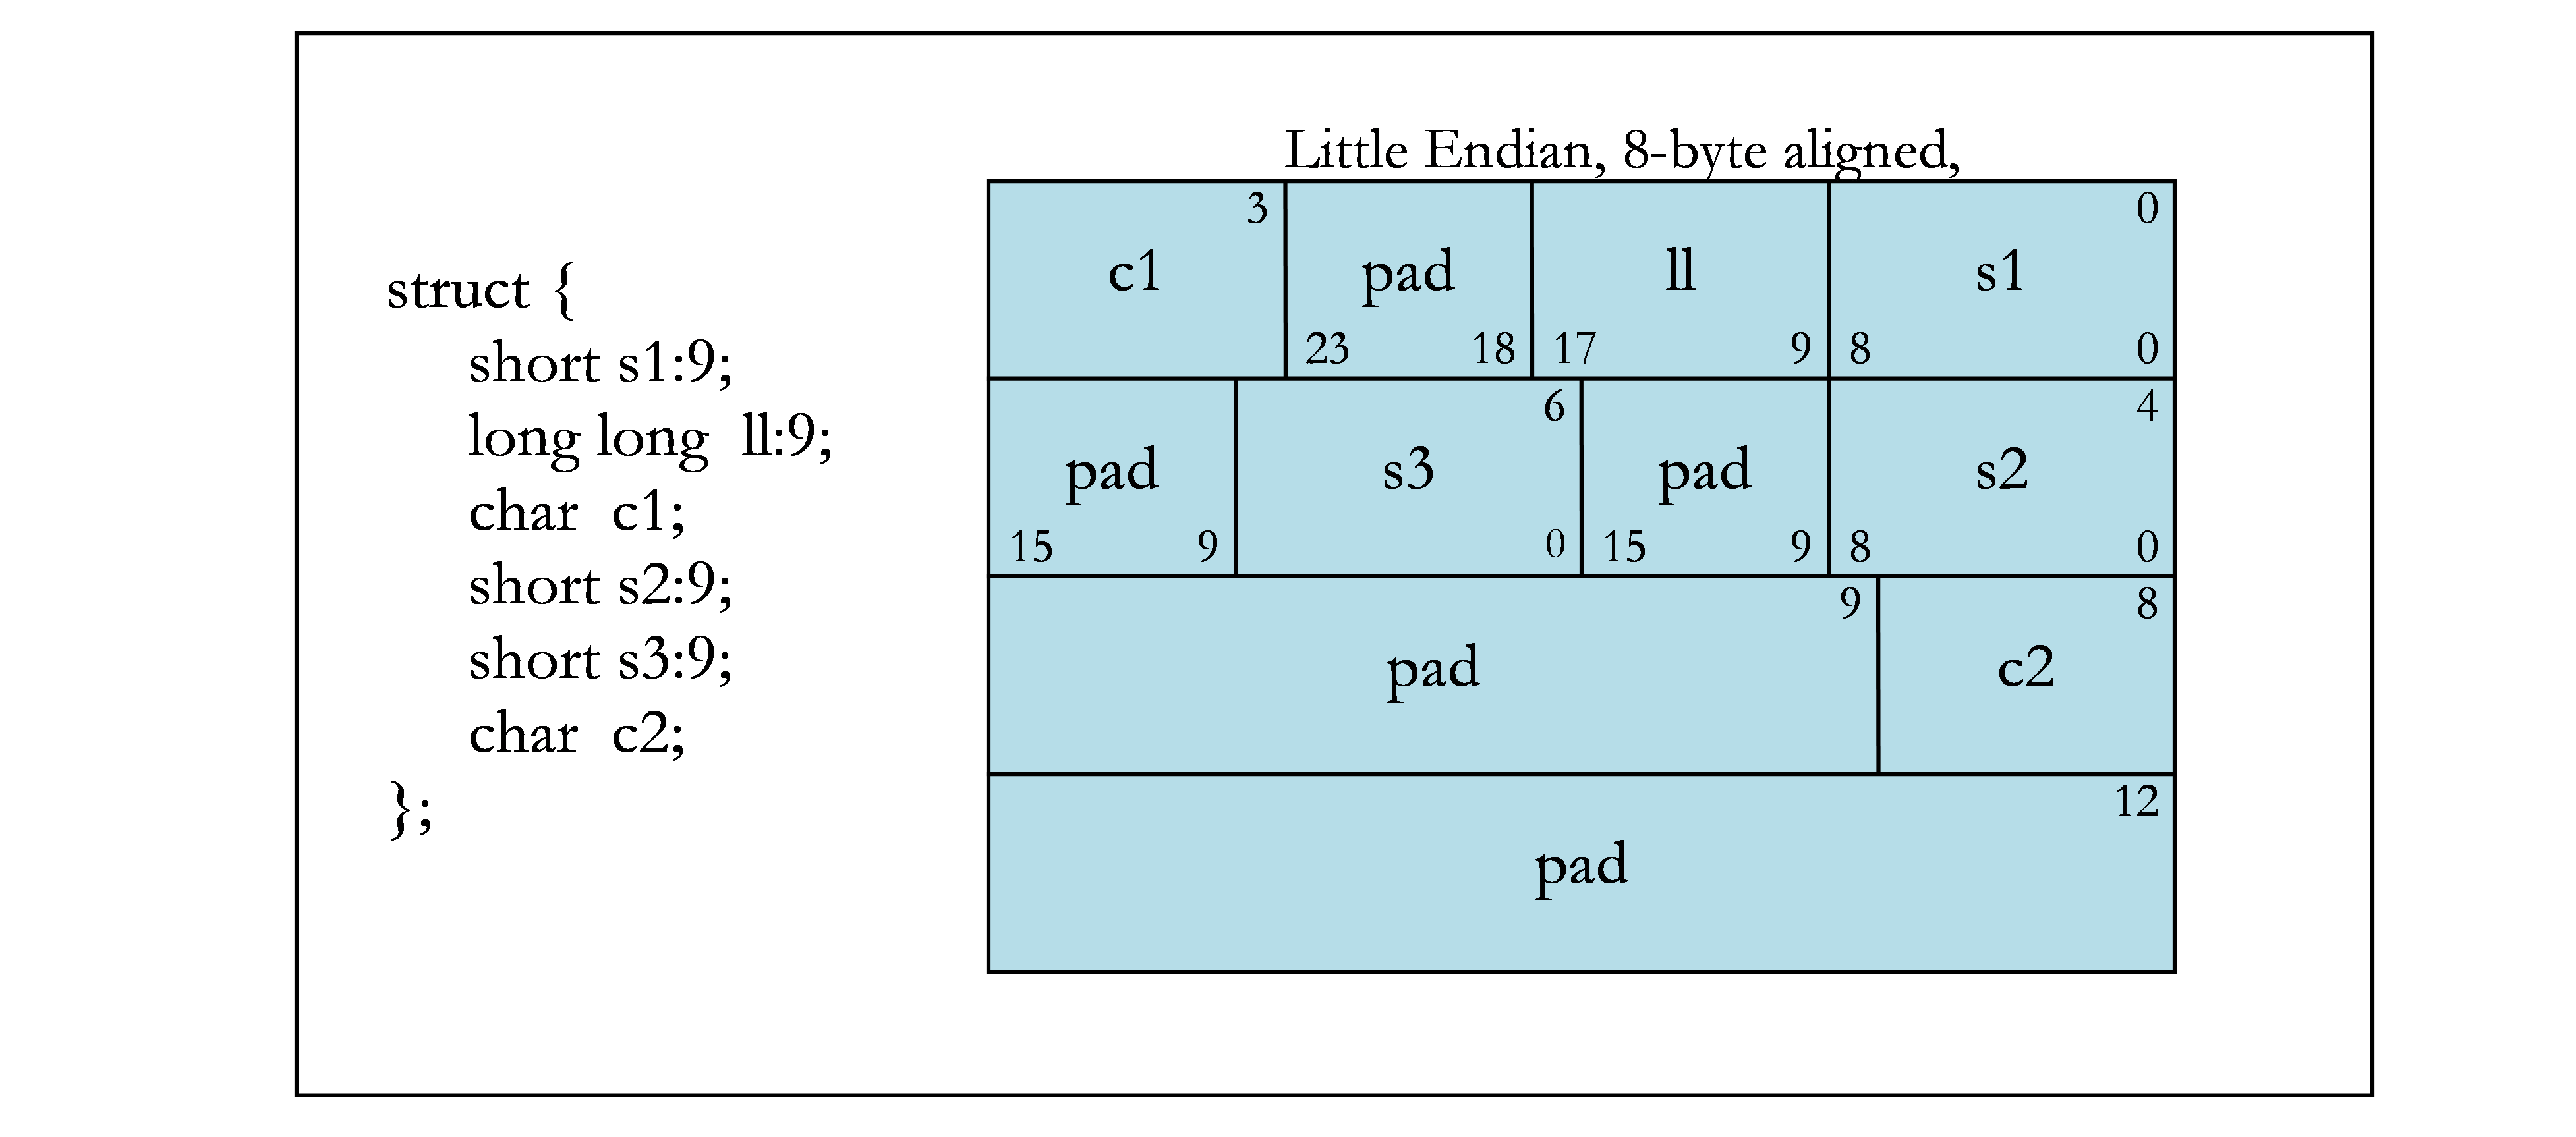 Little Endian, 8-byte aligned,
struct {
short s1:9;
long long ll:9;
char c1;
short s2:9;
short s3:9;
char c2;
};
3 0
c1 pad ll s1
23 18 17 9 8 0
6 4
pad s3 pad s2
15 9 0 15 9 8 0
9 8
pad c2
12
pad